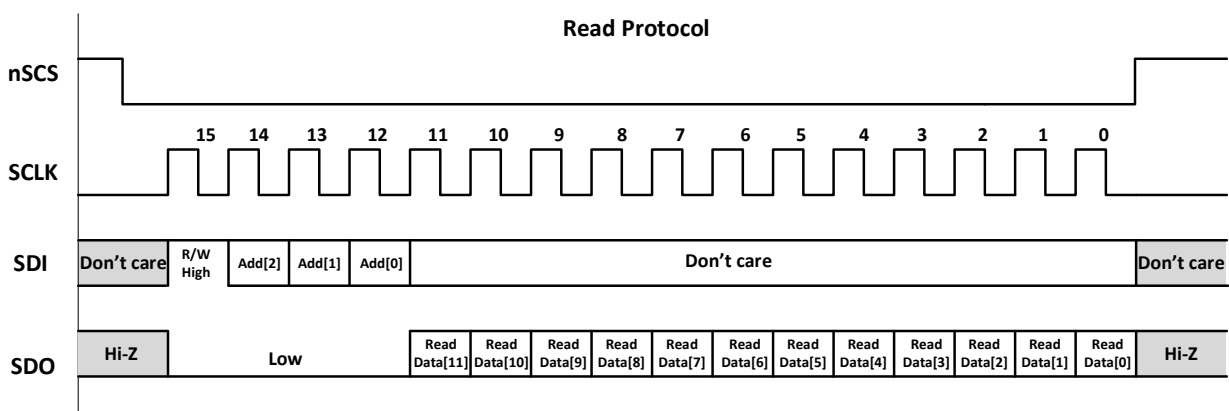 Read Protocol
nSCS
15 14 13 12 11 10 9 8 7 6 5 4 3 2 1 0
SCLK
SDI
Don't care
R/W
High
Add[2]
Add[1]
Add[0]
Don't care
Don't care
SDO
Hi-Z
Low
Read
Data[11]
Read
Data[10]
Read
Data[9]
Read
Data[8]
Read
Data[7]
Read
Data[6]
Read
Data[5]
Read
Data[4]
Read
Data[3]
Read
Data[2]
Read
Data[1]
Read
Data[0]
Hi-Z